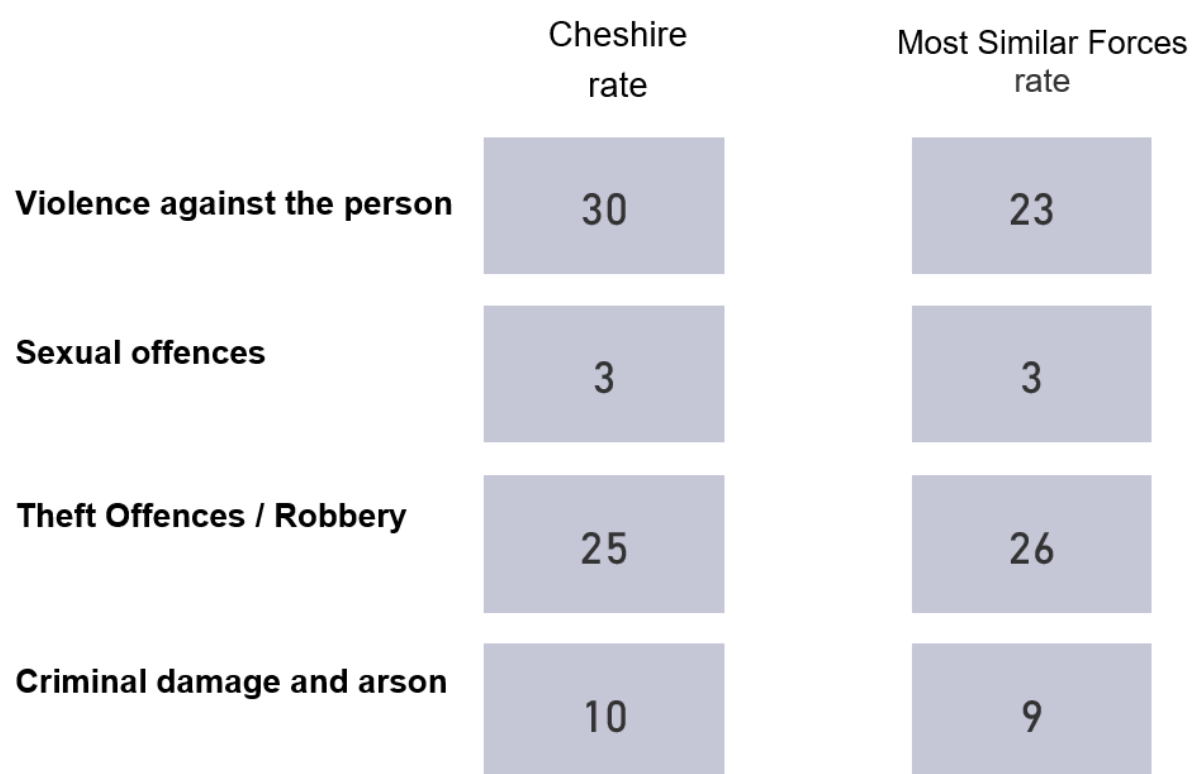 Cheshire
rate
Most Similar Forces
rate
Violence against the person
30
23
Sexual offences
3
3
Theft Offences / Robbery
25
26
Criminal damage and arson
10
9